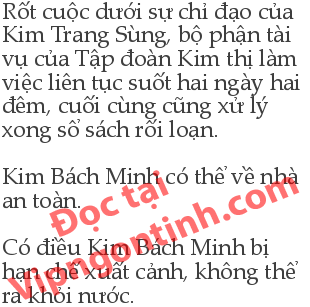 Rốt cuộc dưới sự chỉ đạo của
Kim Trang Sùng, bộ phận tài
vụ của Tập đoàn Kim thị làm
việc liên tục suốt hai ngày hai
đêm, cuối cùng cũng xử lý
xong sổ sách rối loạn.
Kim Bách Minh có thể về nhà
an toàn.
Có điều Kim Bách Minh bị
hạn chế xuất cảnh, không thể
ra khỏi nước.
Đọc tại
Vipngontinh.com